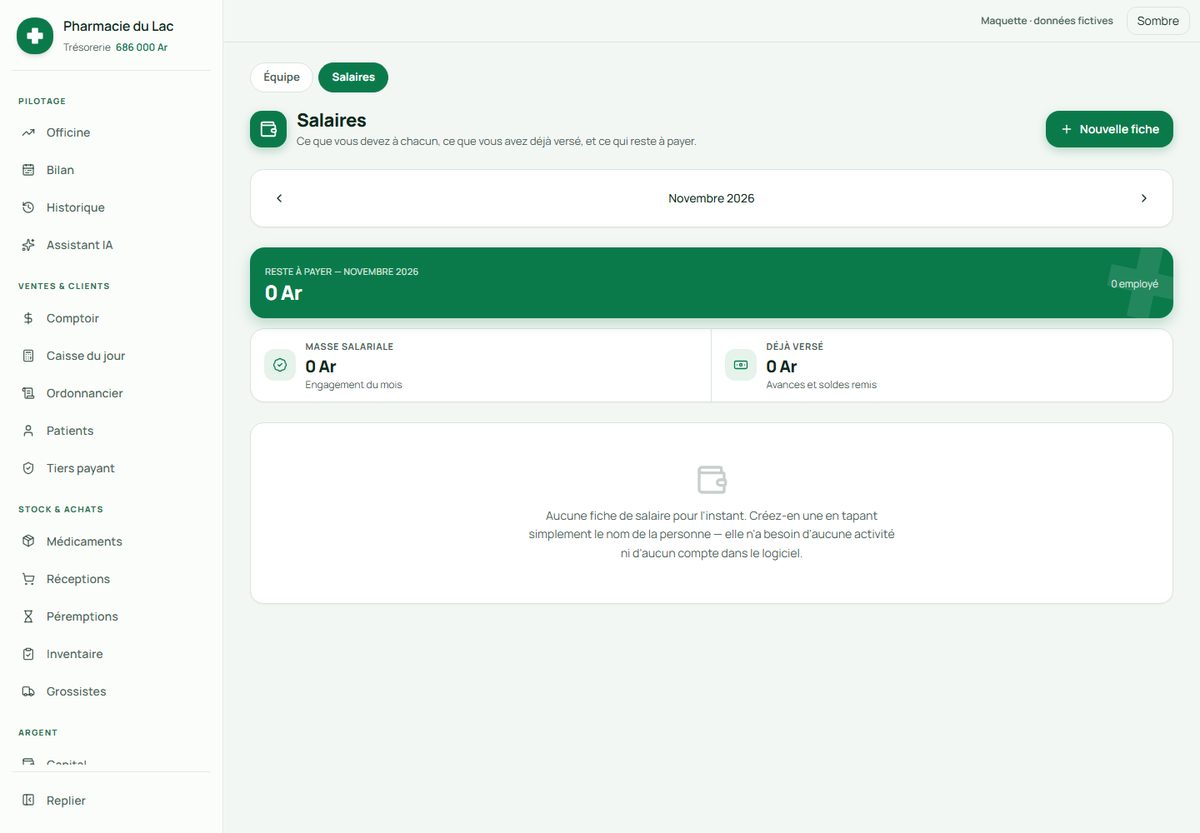 Pharmacie du Lac
Trésorerie 686 000 Ar
PILOTAGE
Officine
Bilan
Historique
Assistant IA
VENTES & CLIENTS
Comptoir
Caisse du jour
Ordonnancier
Patients
Tiers payant
STOCK & ACHATS
Médicaments
Réceptions
Péremptions
Inventaire
Grossistes
ARGENT
Capital
Replier
Maquette · données fictives
Sombre
Équipe
Salaires
Salaires
Ce que vous devez à chacun, ce que vous avez déjà versé, et ce qui reste à payer.
+ Nouvelle fiche
Novembre 2026
RESTE À PAYER — NOVEMBRE 2026
0 Ar
0 employé
MASSE SALARIALE
0 Ar
Engagement du mois
DÉJÀ VERSÉ
0 Ar
Avances et soldes remis
Aucune fiche de salaire pour l'instant. Créez-en une en tapant
simplement le nom de la personne — elle n'a besoin d'aucune activité
ni d'aucun compte dans le logiciel.